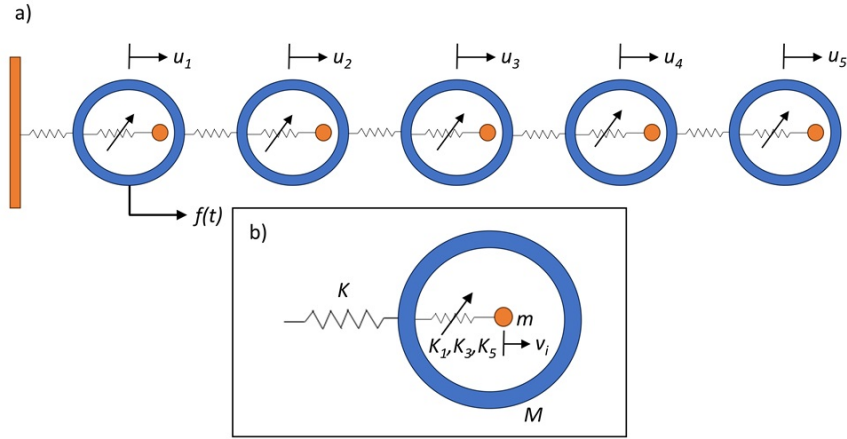 a)
u₁ u₂ u₃ u₄ u₅
f(t)
b)
K
m
K₁,K₃,K₅
vᵢ
M